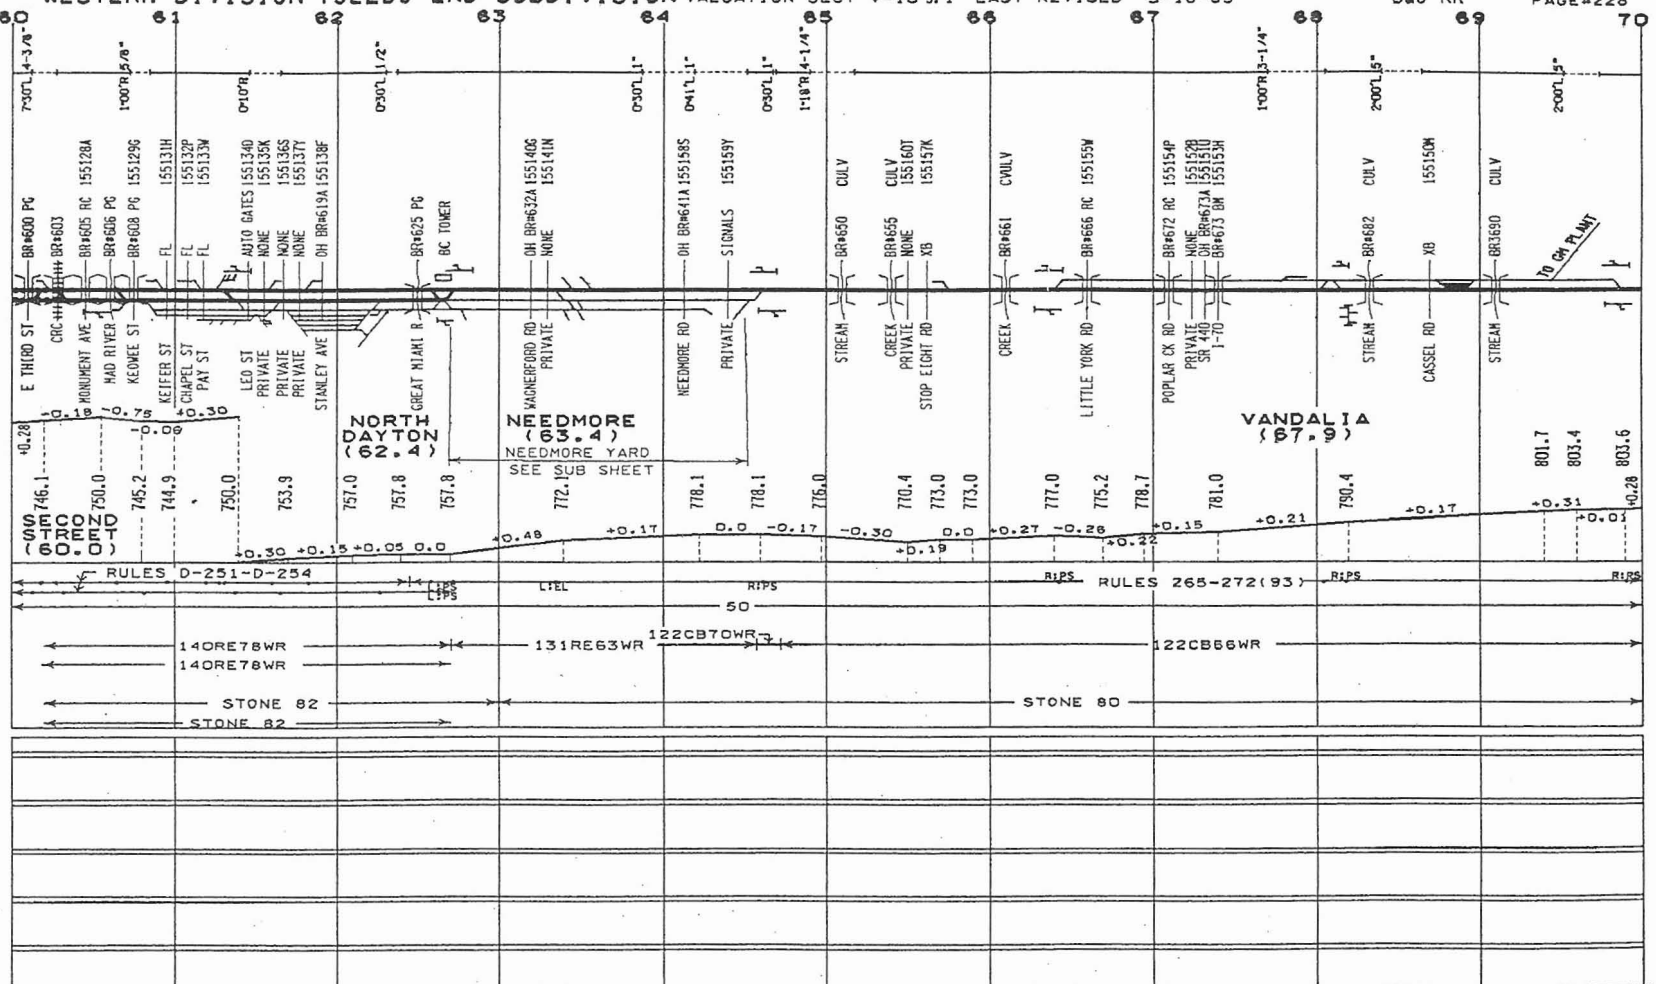 60 61 62 63 64 65 66 67 68 69 70
7°30'L 4-3/8"
1°00'R 5/8"
0°10'R
0°30'L 1/2"
0°30'L 1"
0°41'L 1"
0°30'L 1"
1°18'R 4-1/4"
1°00'R 3-1/4"
2°00'L 5"
2°00'L 5"
BR#600 PG
BR#603
BR#605 RC 155128A
BR#606 PG
BR#608 PG 155129G
FL 155131H
FL 155132P
FL 155133W
AUTO GATES 155134D
NONE 155135K
NONE 155136S
NONE 155137Y
OH BR#619A 155138F
BR#625 PG
BC TOWER
OH BR#632A 155140G
NONE 155141N
OH BR#641A 155158S
SIGNALS 155159Y
BR#650 CULV
BR#655 CULV
NONE 155160T
XB 155157K
BR#661 CVULV
BR#666 RC 155155W
BR#672 RC 155154P
NONE 155152B
OH BR#673A 155151U
BR#673 BM 155153H
BR#682 CULV
XB 155150M
BR3690 CULV
TO GM PLANT
E THIRD ST
CRC
MONUMENT AVE
MAD RIVER
KEOWEE ST
KEIFER ST
CHAPEL ST
PAY ST
LEO ST
PRIVATE
PRIVATE
PRIVATE
STANLEY AVE
GREAT MIAMI R
WAGNERFORD RD
PRIVATE
NEEDMORE RD
PRIVATE
STREAM
CREEK
PRIVATE
STOP EIGHT RD
CREEK
LITTLE YORK RD
POPLAR CK RD
PRIVATE
SR 440
I-70
STREAM
CASSEL RD
STREAM
+0.28 -0.18 -0.75 -0.08 +0.30
NORTH
DAYTON
(62.4)
NEEDMORE
(63.4)
NEEDMORE YARD
SEE SUB SHEET
VANDALIA
(67.9)
746.1 750.0 745.2 744.9 750.0 753.9 757.0 757.8 757.8 772.1 778.1 778.1 776.0 770.4 773.0 773.0 777.0 775.2 778.7 781.0 790.4 801.7 803.4 803.6
SECOND
STREET
(60.0)
+0.30 +0.15 +0.05 0.0 +0.48 +0.17 0.0 -0.17 -0.30 +0.19 0.0 +0.27 -0.26 +0.22 +0.15 +0.21 +0.17 +0.31 +0.01 +0.28
RULES D-251-D-254
L:PS
L:PS
L:EL
R:PS
R:PS
RULES 265-272(93)
R:PS
R:PS
50
140RE78WR
131RE63WR
122CB70WR
122CB66WR
140RE78WR
STONE 82
STONE 80
STONE 82